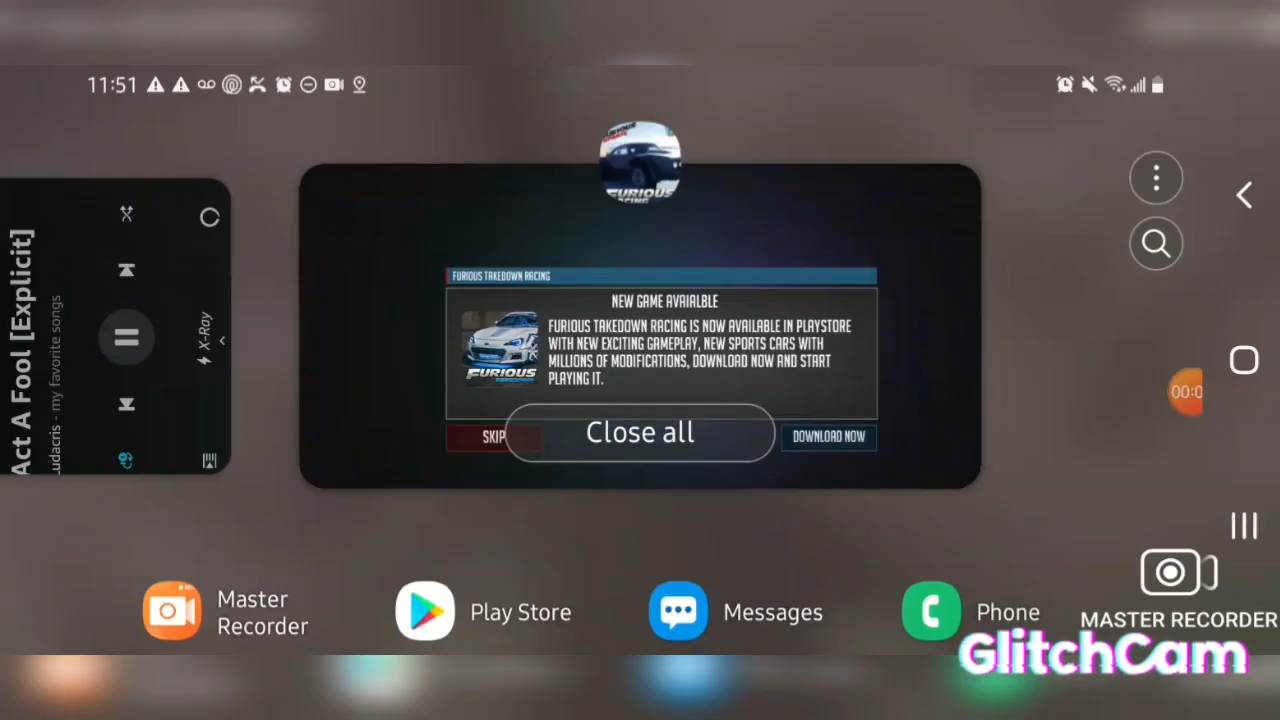 11:51
FURIOUS
RACING
Act A Fool [Explicit]
Ludacris - my favorite songs
X-Ray
FURIOUS TAKEDOWN RACING
NEW GAME AVAIALBLE
FURIOUS TAKEDOWN RACING IS NOW AVAILABLE IN PLAYSTORE
WITH NEW EXCITING GAMEPLAY, NEW SPORTS CARS WITH
MILLIONS OF MODIFICATIONS, DOWNLOAD NOW AND START
PLAYING IT.
FURIOUS
SKIP
Close all
DOWNLOAD NOW
00:0
Master
Recorder
Play Store
Messages
Phone
MASTER RECORDER
GlitchCam